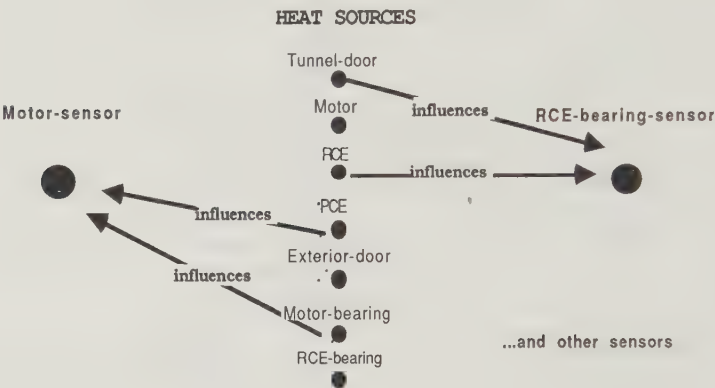 HEAT SOURCES
Tunnel-door
Motor-sensor
Motor
influences
RCE-bearing-sensor
RCE
influences
PCE
influences
Exterior-door
influences
Motor-bearing
...and other sensors
RCE-bearing